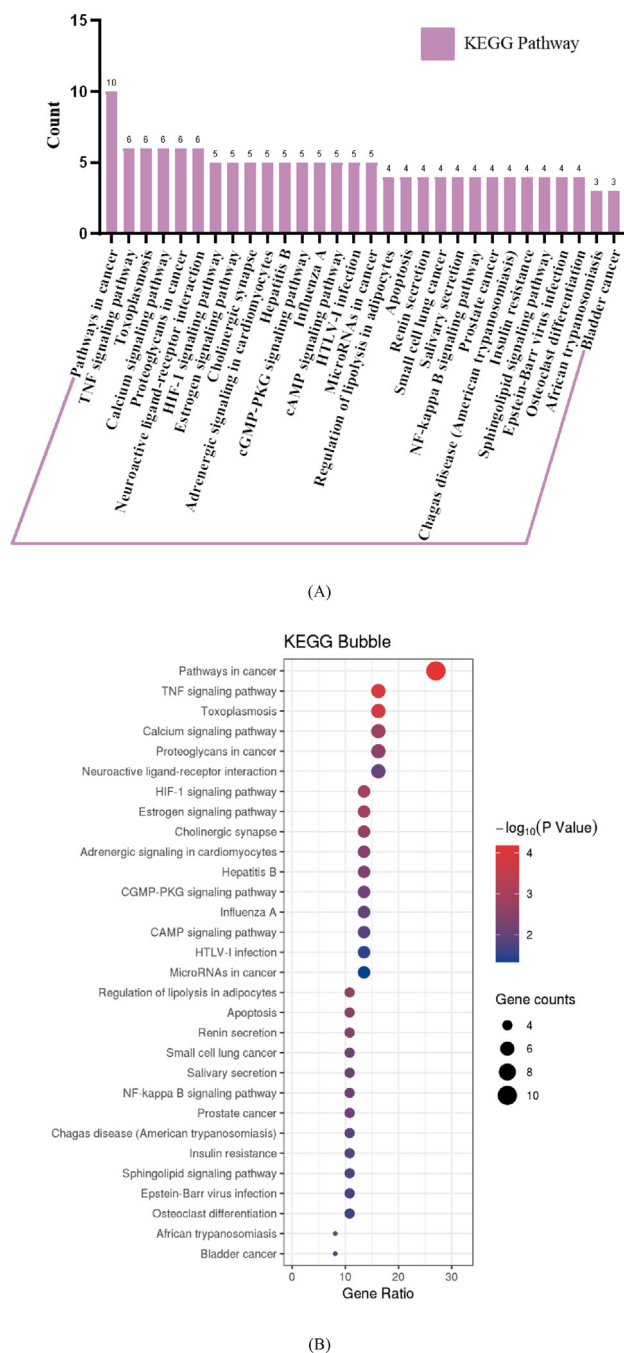 15
10
5
0
Count
KEGG Pathway
10
6
6
6
6
6
5
5
5
5
5
5
5
5
5
5
4
4
4
4
4
4
4
4
4
4
4
4
3
3
Pathways in cancer
TNF signaling pathway
Toxoplasmosis
Calcium signaling pathway
Proteoglycans in cancer
Neuroactive ligand-receptor interaction
HIF-1 signaling pathway
Estrogen signaling pathway
Cholinergic synapse
Adrenergic signaling in cardiomyocytes
Hepatitis B
cGMP-PKG signaling pathway
Influenza A
cAMP signaling pathway
HTLV-I infection
MicroRNAs in cancer
Regulation of lipolysis in adipocytes
Apoptosis
Renin secretion
Small cell lung cancer
Salivary secretion
NF-kappa B signaling pathway
Prostate cancer
Chagas disease (American trypanosomiasis)
Insulin resistance
Sphingolipid signaling pathway
Epstein-Barr virus infection
Osteoclast differentiation
African trypanosomiasis
Bladder cancer
(A)
KEGG Bubble
Pathways in cancer
TNF signaling pathway
Toxoplasmosis
Calcium signaling pathway
Proteoglycans in cancer
Neuroactive ligand-receptor interaction
HIF-1 signaling pathway
Estrogen signaling pathway
Cholinergic synapse
Adrenergic signaling in cardiomyocytes
Hepatitis B
CGMP-PKG signaling pathway
Influenza A
CAMP signaling pathway
HTLV-I infection
MicroRNAs in cancer
Regulation of lipolysis in adipocytes
Apoptosis
Renin secretion
Small cell lung cancer
Salivary secretion
NF-kappa B signaling pathway
Prostate cancer
Chagas disease (American trypanosomiasis)
Insulin resistance
Sphingolipid signaling pathway
Epstein-Barr virus infection
Osteoclast differentiation
African trypanosomiasis
Bladder cancer
0 10 20 30
Gene Ratio
−log₁₀(P Value)
4
3
2
Gene counts
4
6
8
10
(B)